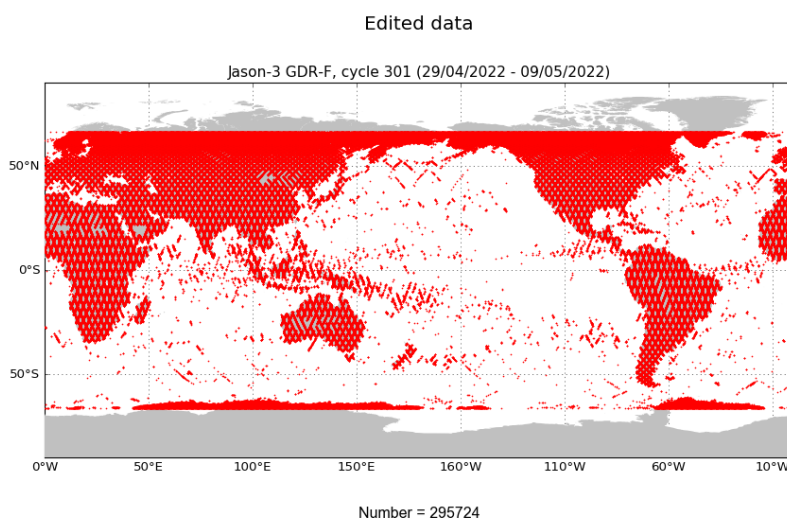 Edited data
Jason-3 GDR-F, cycle 301 (29/04/2022 - 09/05/2022)
50°N
0°S
50°S
0°W 50°E 100°E 150°E 160°W 110°W 60°W 10°W
Number = 295724